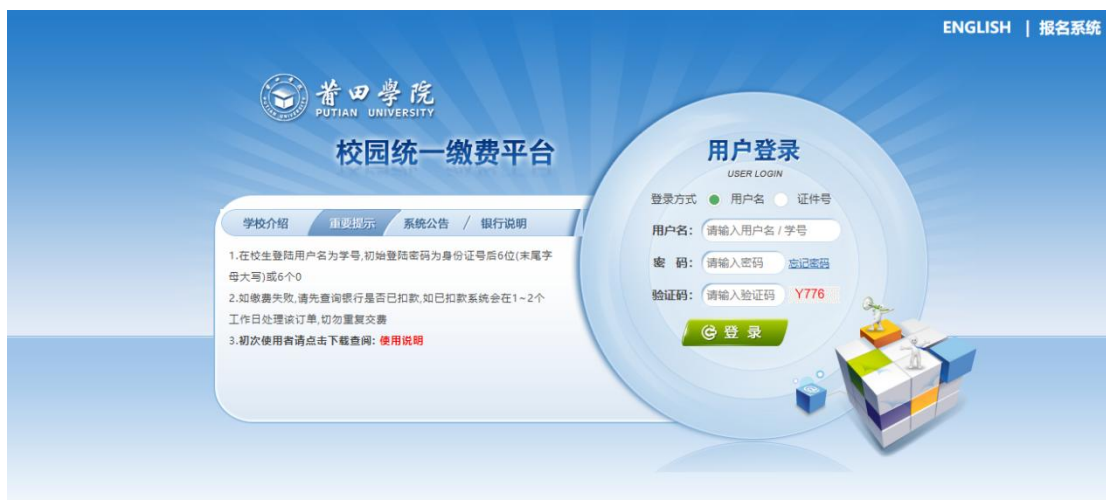 ENGLISH | 报名系统
莆田學院
PUTIAN UNIVERSITY
校园统一缴费平台
学校介绍 重要提示 系统公告 / 银行说明
1.在校生登陆用户名为学号,初始登陆密码为身份证号后6位(末尾字
母大写)或6个0
2.如缴费失败,请先查询银行是否已扣款,如已扣款系统会在1~2个
工作日处理该订单,切勿重复交费
3.初次使用者请点击下载查阅: 使用说明
用户登录
USER LOGIN
登录方式 用户名 证件号
用户名: 请输入用户名 / 学号
密 码: 请输入密码 忘记密码
验证码: 请输入验证码 Y776
登 录